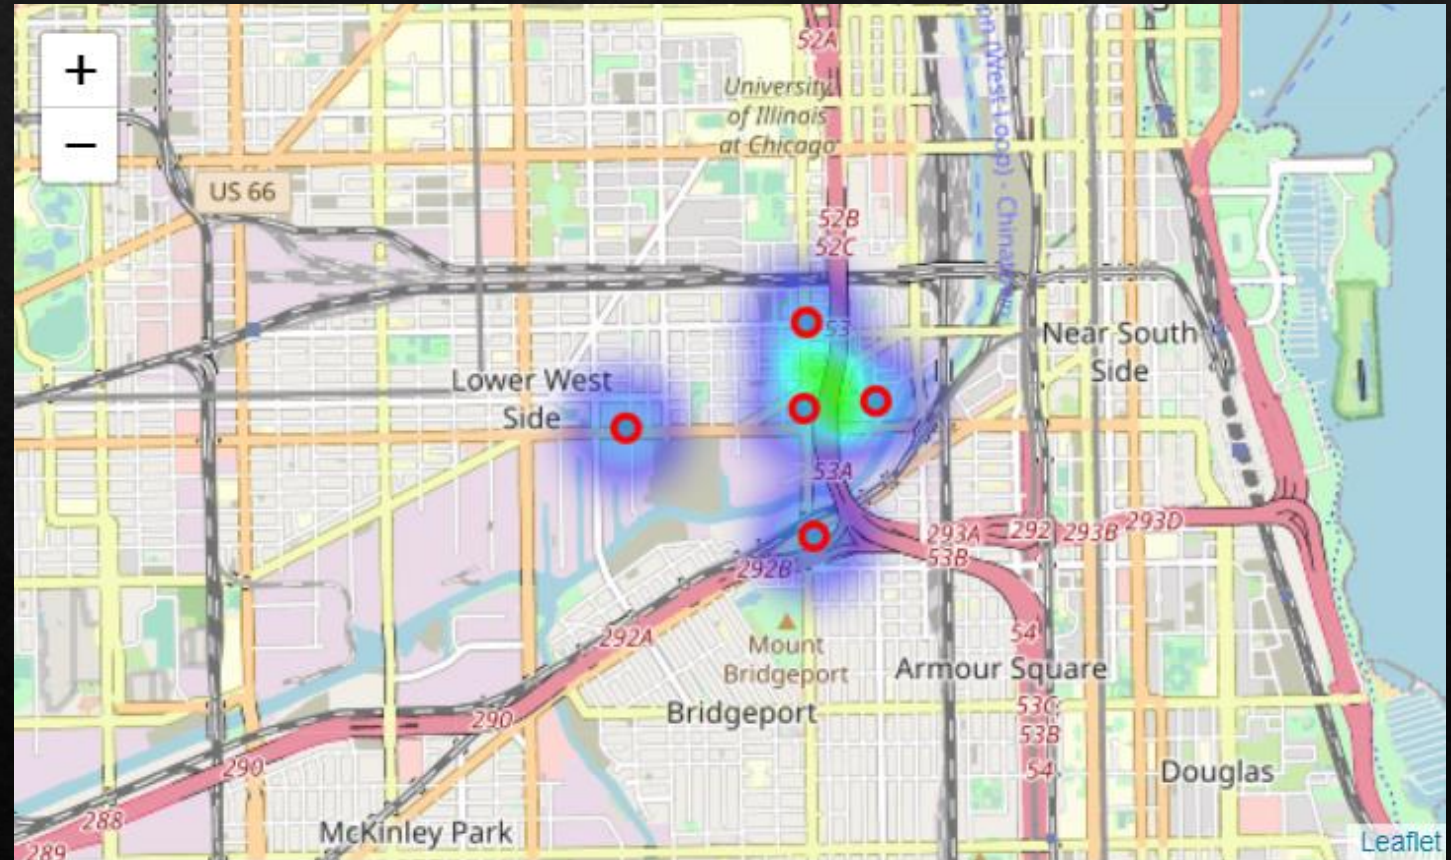 +
−
52A
University
of Illinois
at Chicago
US 66
52B
52C
53
Near South
Side
Lower West
Side
53A
293A
292
293B
293D
53B
292B
292A
54
Mount
Bridgeport
Armour Square
Bridgeport
53C
53B
54
290
290
Douglas
288
289
McKinley Park
Leaflet